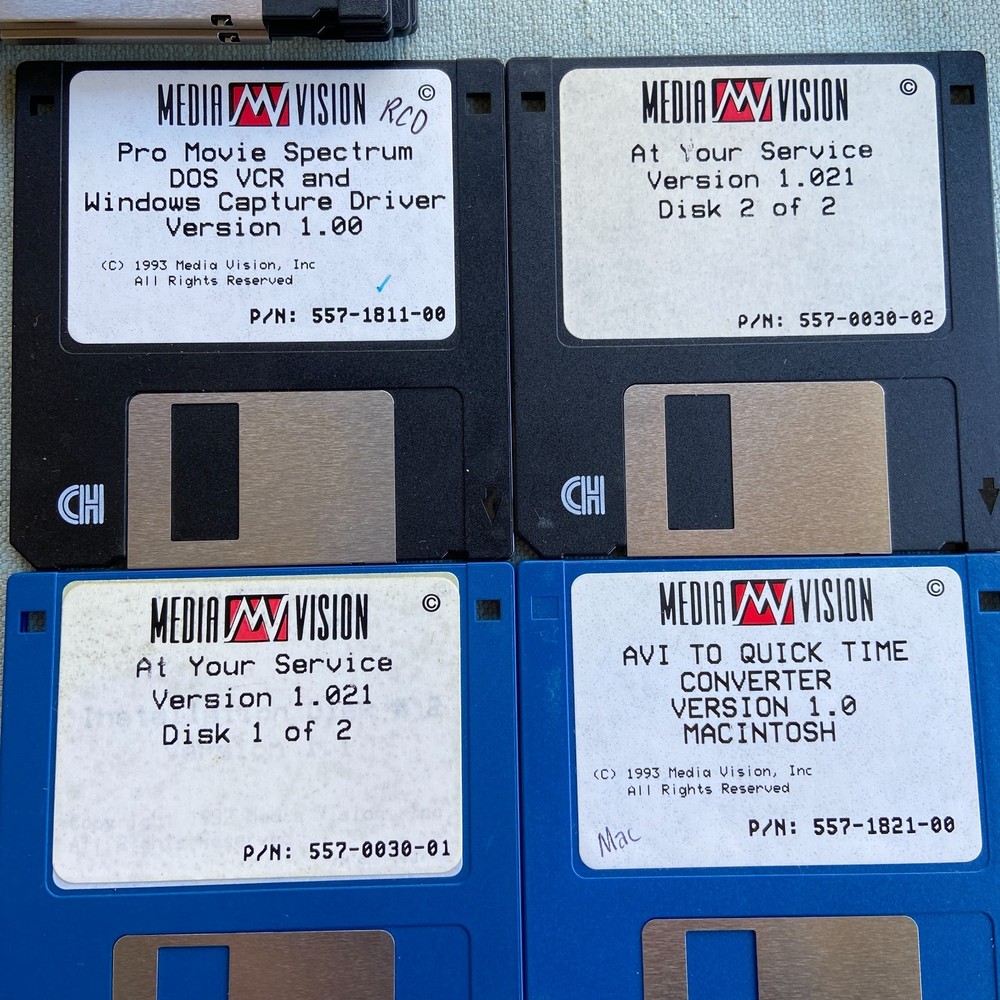 MEDIA VISION ©
RCD
Pro Movie Spectrum
DOS VCR and
Windows Capture Driver
Version 1.00
(C) 1993 Media Vision, Inc
All Rights Reserved
P/N: 557-1811-00
CH
MEDIA VISION ©
At Your Service
Version 1.021
Disk 2 of 2
P/N: 557-0030-02
CH
MEDIA VISION ©
At Your Service
Version 1.021
Disk 1 of 2
P/N: 557-0030-01
MEDIA VISION ©
AVI TO QUICK TIME
CONVERTER
VERSION 1.0
MACINTOSH
(C) 1993 Media Vision, Inc
All Rights Reserved
Mac
P/N: 557-1821-00